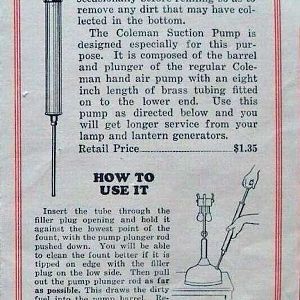 occasionally before refilling so as to
remove any dirt that may have col-
lected in the bottom.
The Coleman Suction Pump is
designed especially for this pur-
pose. It is composed of the barrel
and plunger of the regular Cole-
man hand air pump with an eight
inch length of brass tubing fitted
on to the lower end. Use this
pump as directed below and you
will get longer service from your
lamp and lantern generators.
Retail Price $1.35
HOW TO
USE IT
Insert the tube through the
filler plug opening and hold it
against the lowest point of the
fount, with the pump plunger rod
pushed down. You will be able
to clean the fount better if it is
tipped on edge with the filler
plug on the low side. Then pull
out the pump plunger rod as far
as possible. This draws the dirty
fuel into the pump barrel. Re-